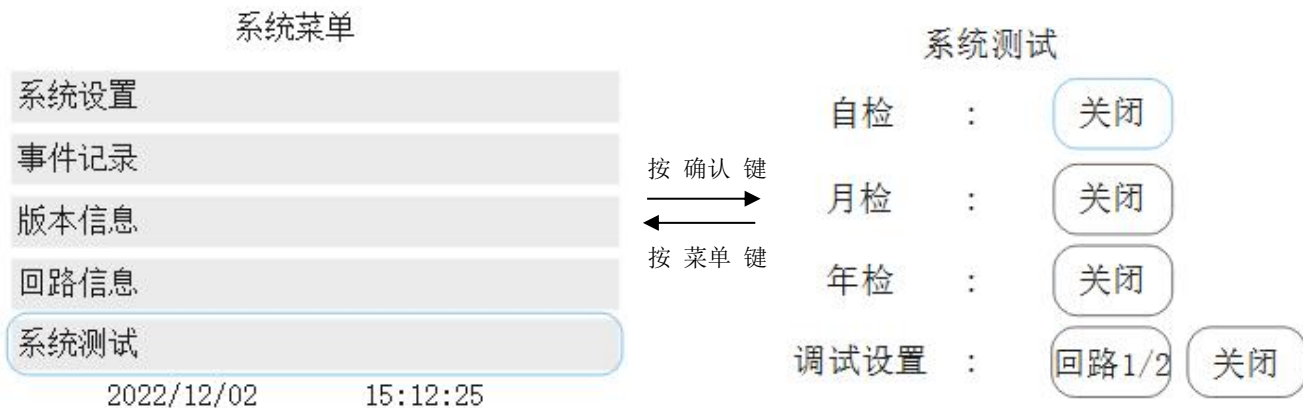 系统菜单
系统设置
事件记录
版本信息
回路信息
系统测试
2022/12/02 15:12:25
按 确认 键
按 菜单 键
系统测试
自检 : 关闭
月检 : 关闭
年检 : 关闭
调试设置 : 回路1/2 关闭